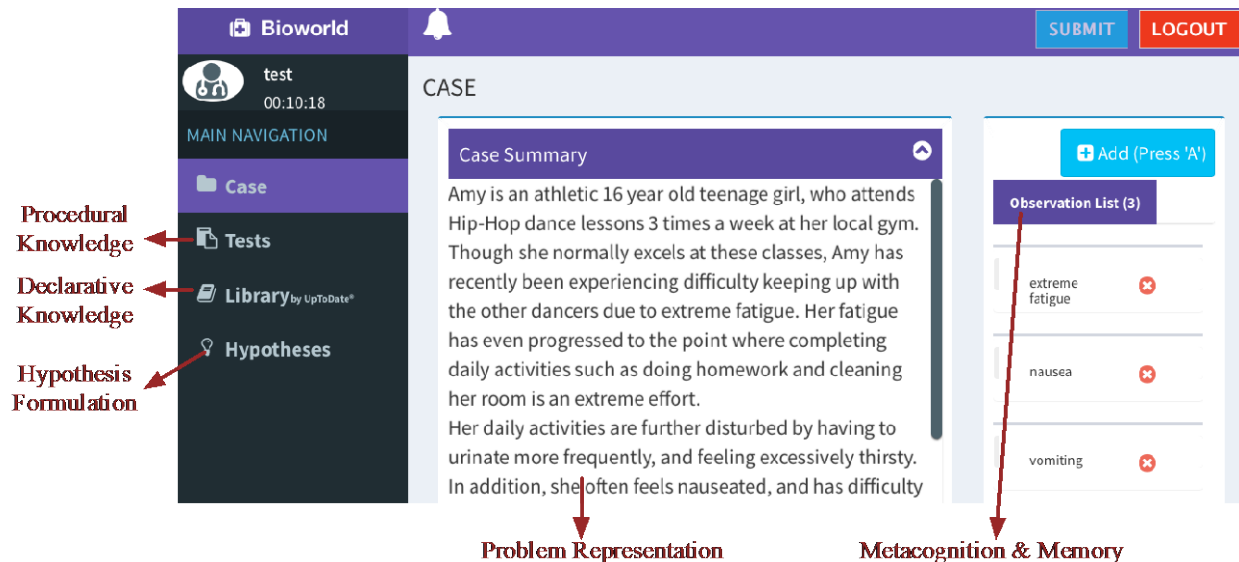 Bioworld
SUBMIT
LOGOUT
test
00:10:18
MAIN NAVIGATION
Case
Tests
Library by UpToDate®
Hypotheses
Procedural
Knowledge
Declarative
Knowledge
Hypothesis
Formulation
CASE
Case Summary
Amy is an athletic 16 year old teenage girl, who attends
Hip-Hop dance lessons 3 times a week at her local gym.
Though she normally excels at these classes, Amy has
recently been experiencing difficulty keeping up with
the other dancers due to extreme fatigue. Her fatigue
has even progressed to the point where completing
daily activities such as doing homework and cleaning
her room is an extreme effort.
Her daily activities are further disturbed by having to
urinate more frequently, and feeling excessively thirsty.
In addition, she often feels nauseated, and has difficulty
Add (Press 'A')
Observation List (3)
extreme
fatigue
nausea
vomiting
Problem Representation
Metacognition & Memory